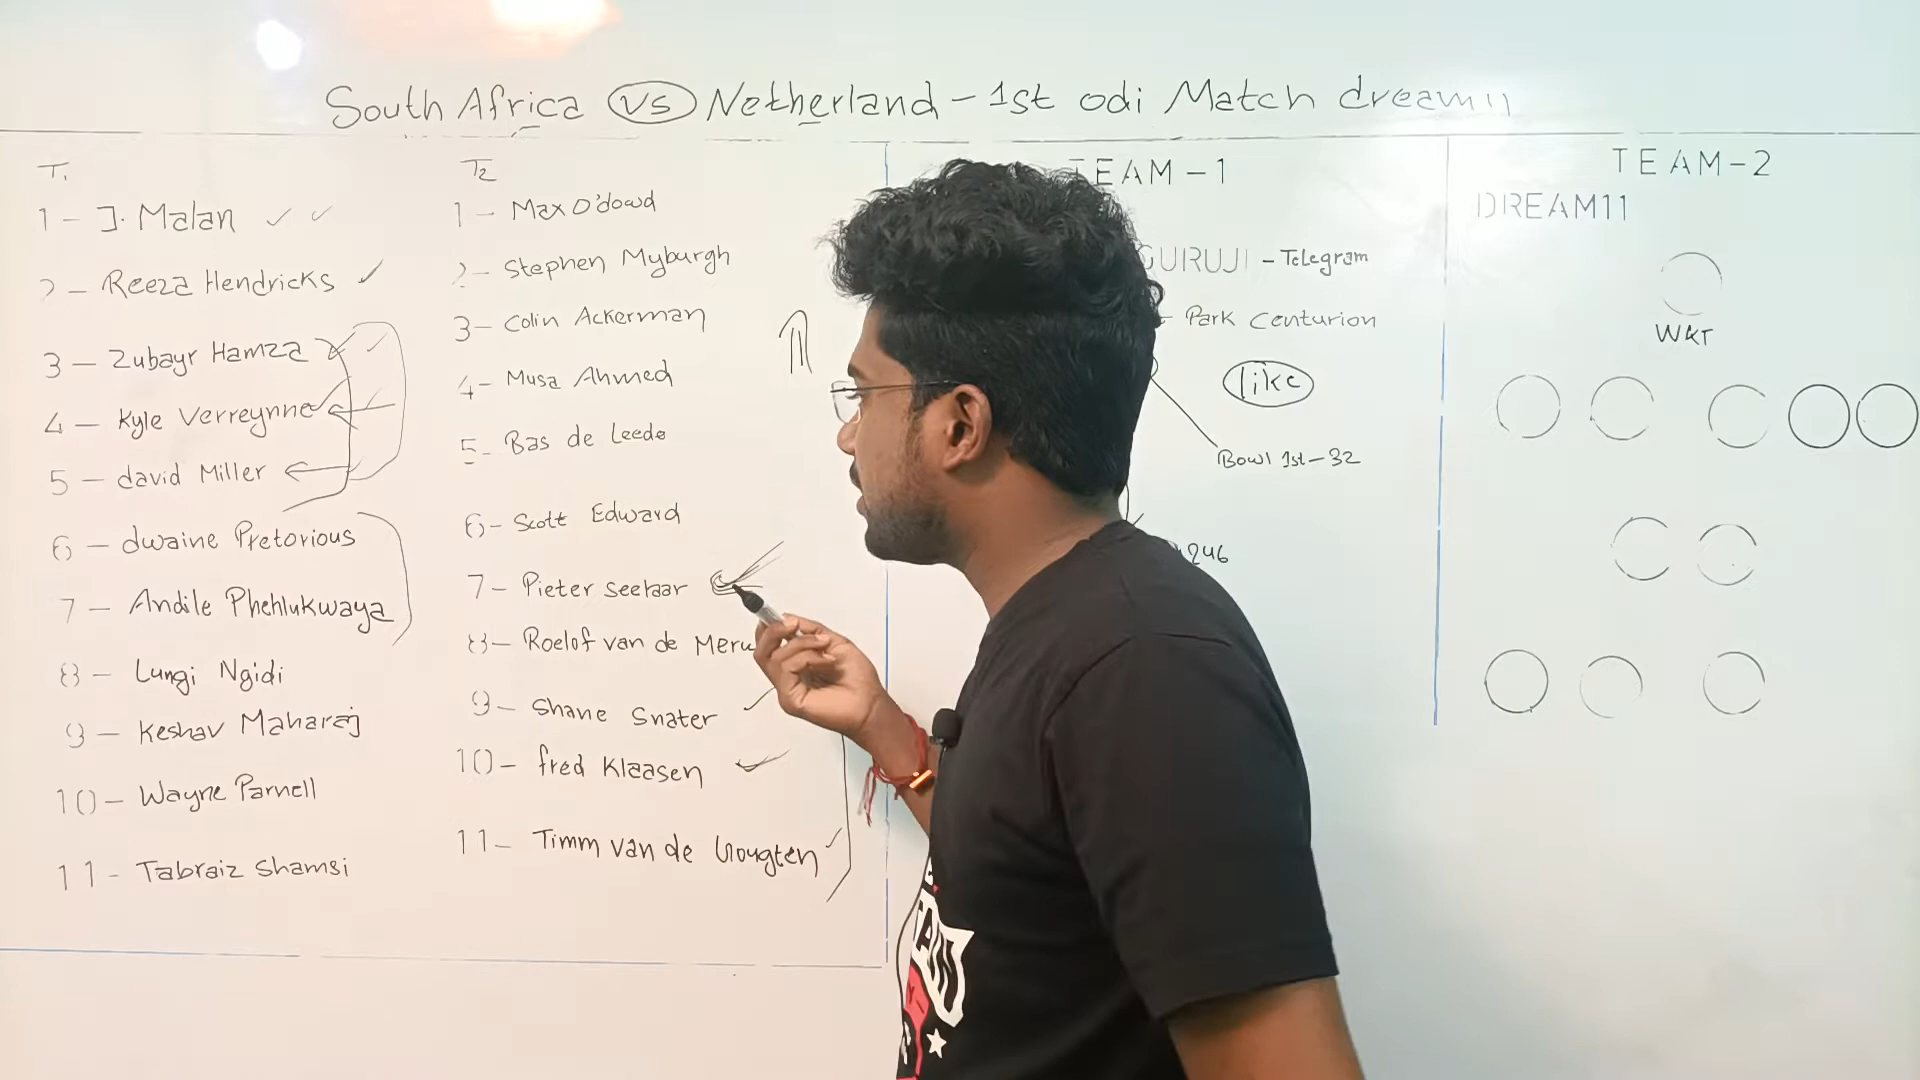 South Africa VS Netherland - 1st odi Match dream11
T1
1 - J. Malan
2 - Reeza Hendricks
3 - Zubayr Hamza
4 - Kyle Verreynne
5 - david Miller
6 - dwaine Pretorious
7 - Andile Phehlukwaya
8 - Lungi Ngidi
9 - Keshav Maharaj
10 - Wayne Parnell
11 - Tabraiz Shamsi
T2
1 - Max O'dowd
2 - Stephen Myburgh
3 - Colin Ackerman
4 - Musa Ahmed
5 - Bas de Leede
6 - Scott Edward
7 - Pieter seelaar
8 - Roelof van de
9 - Shane Snater
10 - fred Klaasen
11 - Timm van de Gougten
TEAM - 1
GURUJI - Telegram
Park Centurion
like
Bowl 1st - 32
246
TEAM - 2
DREAM11
WKT